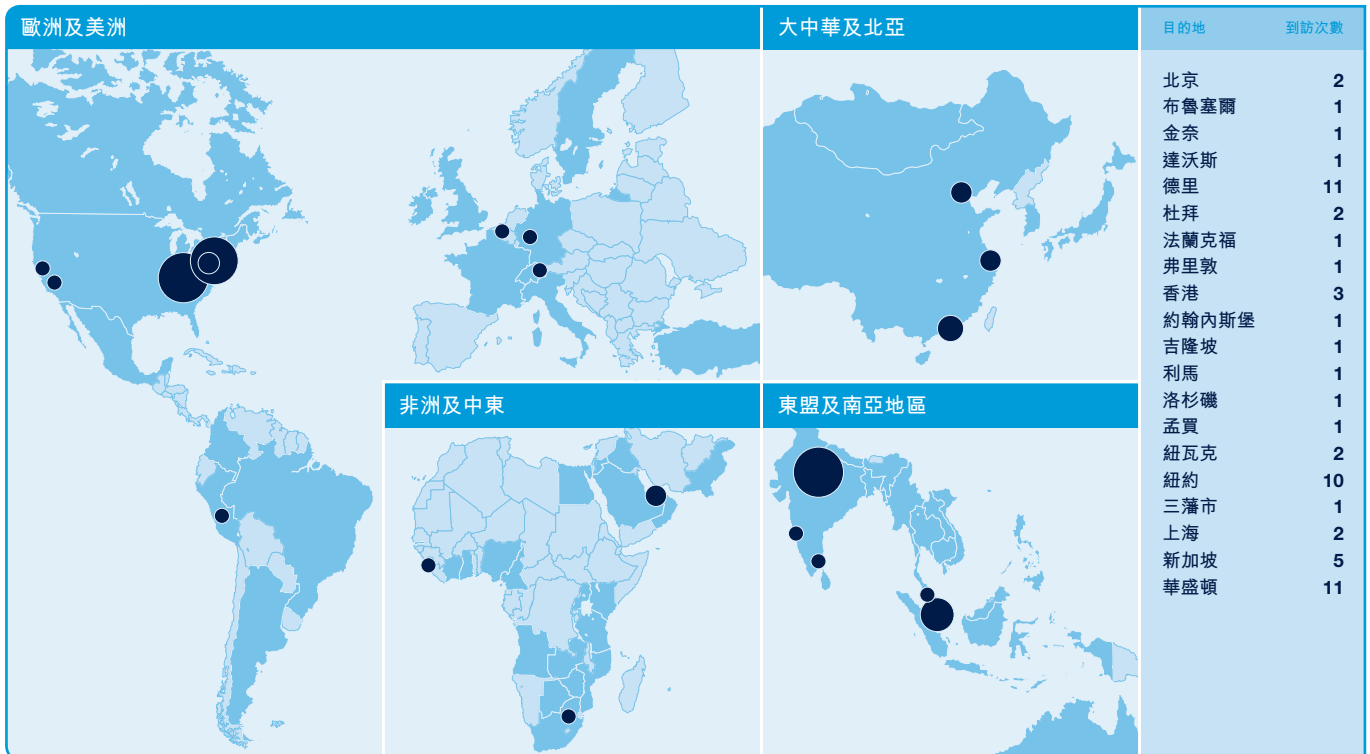 歐洲及美洲
大中華及北亞
非洲及中東
東盟及南亞地區
目的地 到訪次數
北京 2
布魯塞爾 1
金奈 1
達沃斯 1
德里 11
杜拜 2
法蘭克福 1
弗里敦 1
香港 3
約翰內斯堡 1
吉隆坡 1
利馬 1
洛杉磯 1
孟買 1
紐瓦克 2
紐約 10
三藩市 1
上海 2
新加坡 5
華盛頓 11